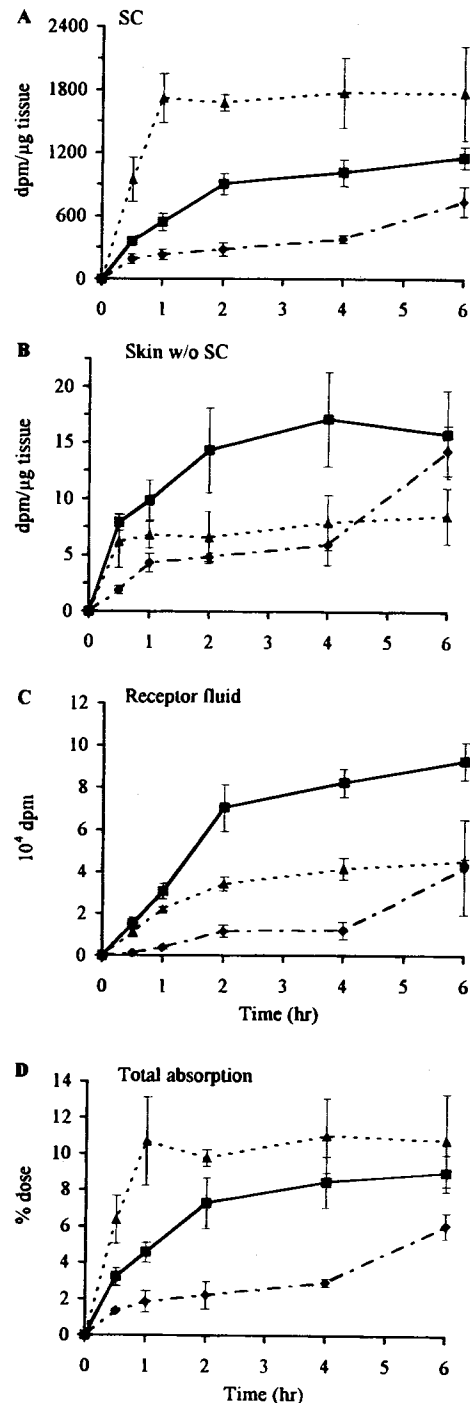 A SC
2400
1800
1200
600
0
dpm/µg tissue
0 1 2 3 4 5 6
B Skin w/o SC
20
15
10
5
0
dpm/µg tissue
0 1 2 3 4 5 6
C Receptor fluid
12
10
8
6
4
2
0
10⁴ dpm
0 1 2 3 4 5 6
Time (hr)
D Total absorption
14
12
10
8
6
4
2
0
% dose
0 1 2 3 4 5 6
Time (hr)